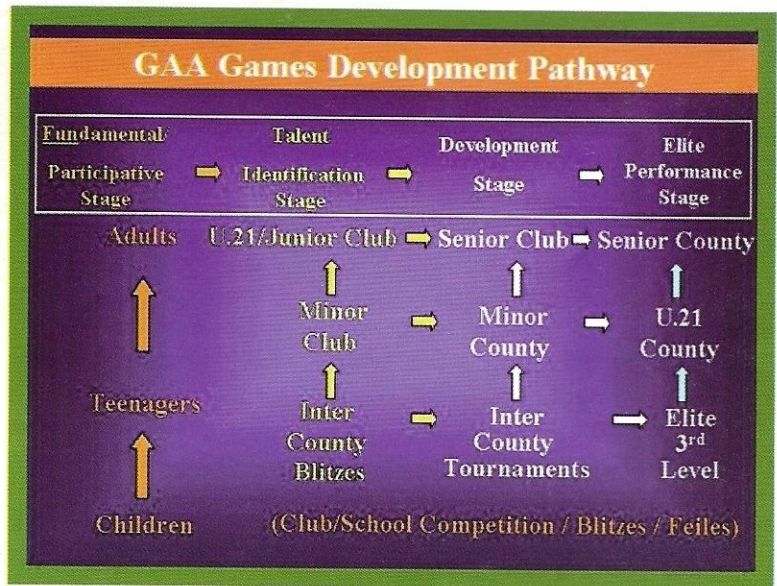 GAA Games Development Pathway
Fundamental/
Participative
Stage
Talent
Identification
Stage
Development
Stage
Elite
Performance
Stage
Adults
U.21/Junior Club
Senior Club
Senior County
Minor
Club
Minor
County
U.21
County
Teenagers
Inter
County
Blitzes
Inter
County
Tournaments
Elite
3rd
Level
Children
(Club/School Competition / Blitzes / Feiles)